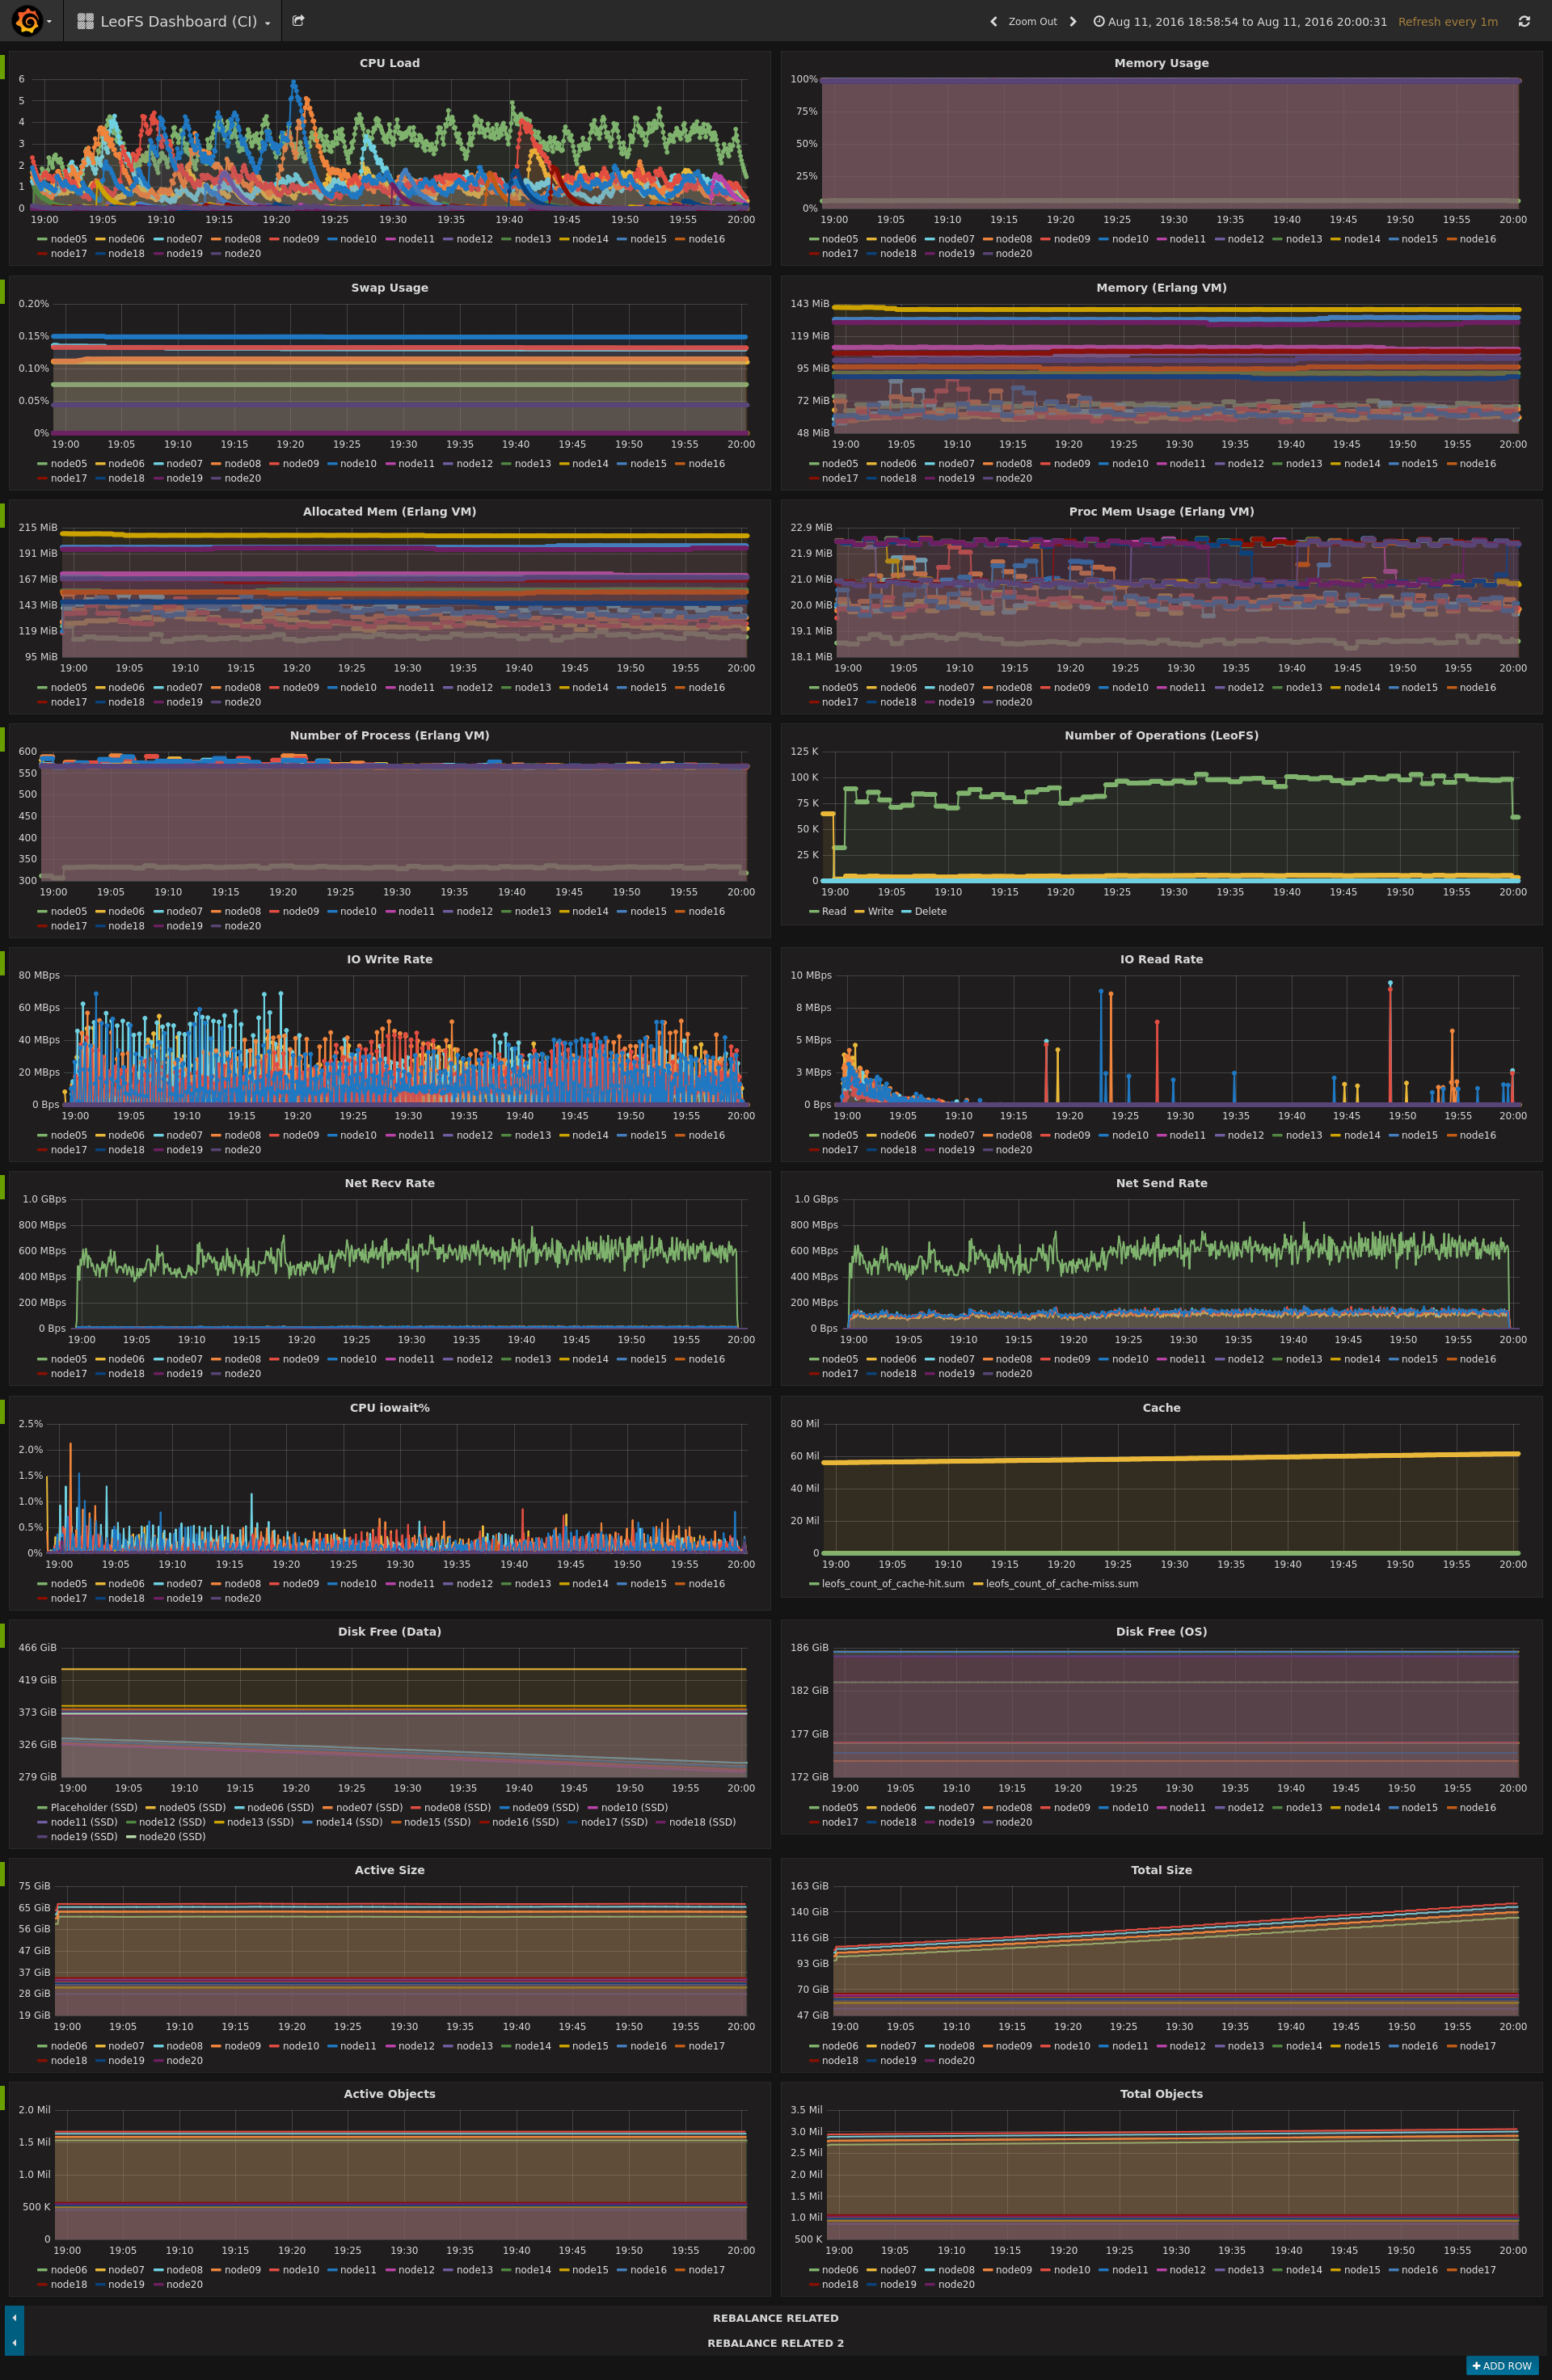 LeoFS Dashboard (CI)
Zoom Out
Aug 11, 2016 18:58:54 to Aug 11, 2016 20:00:31
Refresh every 1m
CPU Load
6
5
4
3
2
1
0
19:00 19:05 19:10 19:15 19:20 19:25 19:30 19:35 19:40 19:45 19:50 19:55 20:00
node05 node06 node07 node08 node09 node10 node11 node12 node13 node14 node15 node16
node17 node18 node19 node20
Memory Usage
100%
75%
50%
25%
0%
19:00 19:05 19:10 19:15 19:20 19:25 19:30 19:35 19:40 19:45 19:50 19:55 20:00
node05 node06 node07 node08 node09 node10 node11 node12 node13 node14 node15 node16
node17 node18 node19 node20
Swap Usage
0.20%
0.15%
0.10%
0.05%
0%
19:00 19:05 19:10 19:15 19:20 19:25 19:30 19:35 19:40 19:45 19:50 19:55 20:00
node05 node06 node07 node08 node09 node10 node11 node12 node13 node14 node15 node16
node17 node18 node19 node20
Memory (Erlang VM)
143 MiB
119 MiB
95 MiB
72 MiB
48 MiB
19:00 19:05 19:10 19:15 19:20 19:25 19:30 19:35 19:40 19:45 19:50 19:55 20:00
node05 node06 node07 node08 node09 node10 node11 node12 node13 node14 node15 node16
node17 node18 node19 node20
Allocated Mem (Erlang VM)
215 MiB
191 MiB
167 MiB
143 MiB
119 MiB
95 MiB
19:00 19:05 19:10 19:15 19:20 19:25 19:30 19:35 19:40 19:45 19:50 19:55 20:00
node05 node06 node07 node08 node09 node10 node11 node12 node13 node14 node15 node16
node17 node18 node19 node20
Proc Mem Usage (Erlang VM)
22.9 MiB
21.9 MiB
21.0 MiB
20.0 MiB
19.1 MiB
18.1 MiB
19:00 19:05 19:10 19:15 19:20 19:25 19:30 19:35 19:40 19:45 19:50 19:55 20:00
node05 node06 node07 node08 node09 node10 node11 node12 node13 node14 node15 node16
node17 node18 node19 node20
Number of Process (Erlang VM)
600
550
500
450
400
350
300
19:00 19:05 19:10 19:15 19:20 19:25 19:30 19:35 19:40 19:45 19:50 19:55 20:00
node05 node06 node07 node08 node09 node10 node11 node12 node13 node14 node15 node16
node17 node18 node19 node20
Number of Operations (LeoFS)
125 K
100 K
75 K
50 K
25 K
0
19:00 19:05 19:10 19:15 19:20 19:25 19:30 19:35 19:40 19:45 19:50 19:55 20:00
Read Write Delete
IO Write Rate
80 MBps
60 MBps
40 MBps
20 MBps
0 Bps
19:00 19:05 19:10 19:15 19:20 19:25 19:30 19:35 19:40 19:45 19:50 19:55 20:00
node05 node06 node07 node08 node09 node10 node11 node12 node13 node14 node15 node16
node17 node18 node19 node20
IO Read Rate
10 MBps
8 MBps
5 MBps
3 MBps
0 Bps
19:00 19:05 19:10 19:15 19:20 19:25 19:30 19:35 19:40 19:45 19:50 19:55 20:00
node05 node06 node07 node08 node09 node10 node11 node12 node13 node14 node15 node16
node17 node18 node19 node20
Net Recv Rate
1.0 GBps
800 MBps
600 MBps
400 MBps
200 MBps
0 Bps
19:00 19:05 19:10 19:15 19:20 19:25 19:30 19:35 19:40 19:45 19:50 19:55 20:00
node05 node06 node07 node08 node09 node10 node11 node12 node13 node14 node15 node16
node17 node18 node19 node20
Net Send Rate
1.0 GBps
800 MBps
600 MBps
400 MBps
200 MBps
0 Bps
19:00 19:05 19:10 19:15 19:20 19:25 19:30 19:35 19:40 19:45 19:50 19:55 20:00
node05 node06 node07 node08 node09 node10 node11 node12 node13 node14 node15 node16
node17 node18 node19 node20
CPU iowait%
2.5%
2.0%
1.5%
1.0%
0.5%
0%
19:00 19:05 19:10 19:15 19:20 19:25 19:30 19:35 19:40 19:45 19:50 19:55 20:00
node05 node06 node07 node08 node09 node10 node11 node12 node13 node14 node15 node16
node17 node18 node19 node20
Cache
80 Mil
60 Mil
40 Mil
20 Mil
0
19:00 19:05 19:10 19:15 19:20 19:25 19:30 19:35 19:40 19:45 19:50 19:55 20:00
leofs_count_of_cache-hit.sum leofs_count_of_cache-miss.sum
Disk Free (Data)
466 GiB
419 GiB
373 GiB
326 GiB
279 GiB
19:00 19:05 19:10 19:15 19:20 19:25 19:30 19:35 19:40 19:45 19:50 19:55 20:00
Placeholder (SSD) node05 (SSD) node06 (SSD) node07 (SSD) node08 (SSD) node09 (SSD) node10 (SSD)
node11 (SSD) node12 (SSD) node13 (SSD) node14 (SSD) node15 (SSD) node16 (SSD) node17 (SSD) node18 (SSD)
node19 (SSD) node20 (SSD)
Disk Free (OS)
186 GiB
182 GiB
177 GiB
172 GiB
19:00 19:05 19:10 19:15 19:20 19:25 19:30 19:35 19:40 19:45 19:50 19:55 20:00
node05 node06 node07 node08 node09 node10 node11 node12 node13 node14 node15 node16
node17 node18 node19 node20
Active Size
75 GiB
65 GiB
56 GiB
47 GiB
37 GiB
28 GiB
19 GiB
19:00 19:05 19:10 19:15 19:20 19:25 19:30 19:35 19:40 19:45 19:50 19:55 20:00
node06 node07 node08 node09 node10 node11 node12 node13 node14 node15 node16 node17
node18 node19 node20
Total Size
163 GiB
140 GiB
116 GiB
93 GiB
70 GiB
47 GiB
19:00 19:05 19:10 19:15 19:20 19:25 19:30 19:35 19:40 19:45 19:50 19:55 20:00
node06 node07 node08 node09 node10 node11 node12 node13 node14 node15 node16 node17
node18 node19 node20
Active Objects
2.0 Mil
1.5 Mil
1.0 Mil
500 K
0
19:00 19:05 19:10 19:15 19:20 19:25 19:30 19:35 19:40 19:45 19:50 19:55 20:00
node06 node07 node08 node09 node10 node11 node12 node13 node14 node15 node16 node17
node18 node19 node20
Total Objects
3.5 Mil
3.0 Mil
2.5 Mil
2.0 Mil
1.5 Mil
1.0 Mil
500 K
19:00 19:05 19:10 19:15 19:20 19:25 19:30 19:35 19:40 19:45 19:50 19:55 20:00
node06 node07 node08 node09 node10 node11 node12 node13 node14 node15 node16 node17
node18 node19 node20
REBALANCE RELATED
REBALANCE RELATED 2
ADD ROW